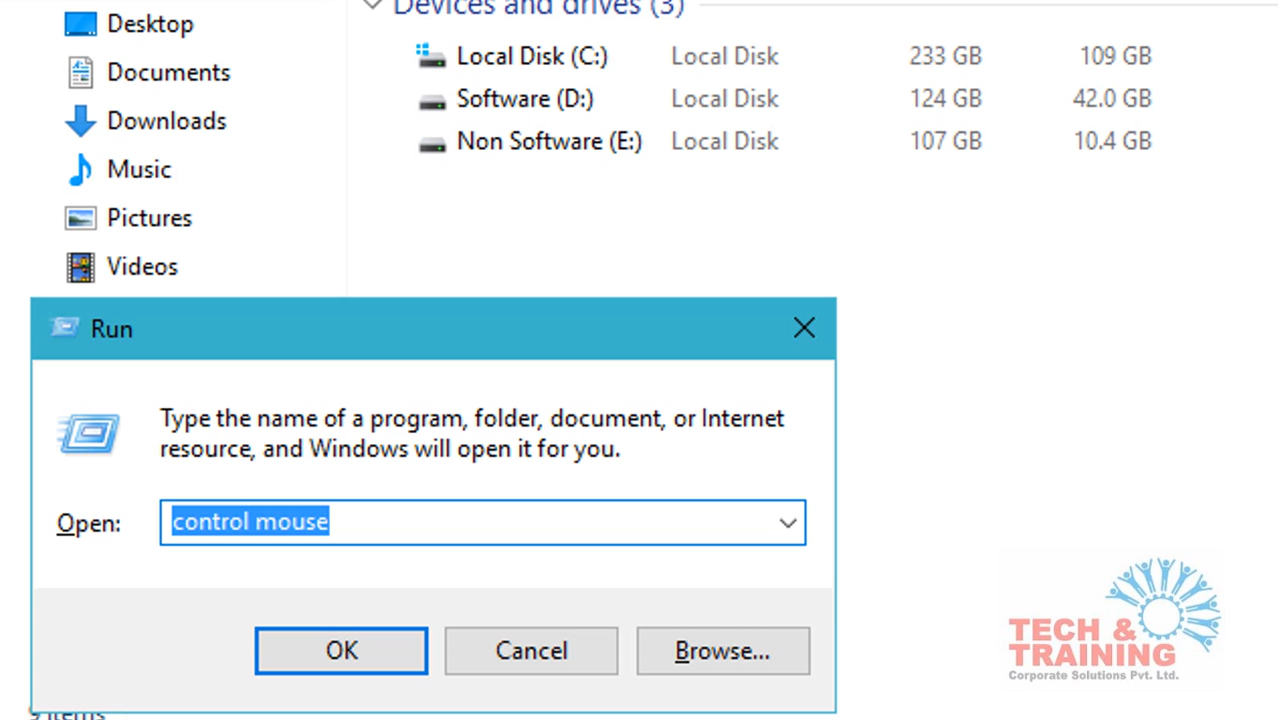 Devices and drives (3)
Desktop
Documents
Downloads
Music
Pictures
Videos
Local Disk (C:) Local Disk 233 GB 109 GB
Software (D:) Local Disk 124 GB 42.0 GB
Non Software (E:) Local Disk 107 GB 10.4 GB
Run
Type the name of a program, folder, document, or Internet
resource, and Windows will open it for you.
Open: control mouse
OK Cancel Browse...
TECH &
TRAINING
Corporate Solutions Pvt. Ltd.
9 items